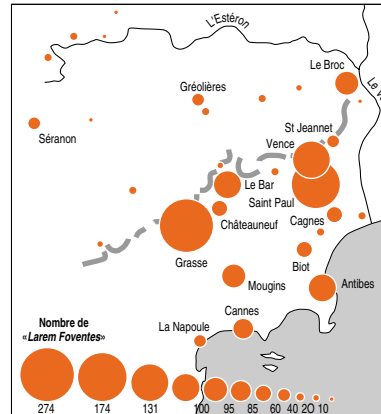 L'Estéron
Le Broc
Le V
Gréolières
Séranon
St Jeannet
Vence
Le Bar
Saint Paul
Châteauneuf
Cagnes
Grasse
Biot
Mougins
Antibes
Cannes
La Napoule
Nombre de
«Larem Foventes»
274 174 131 100 95 85 60 40 20 10